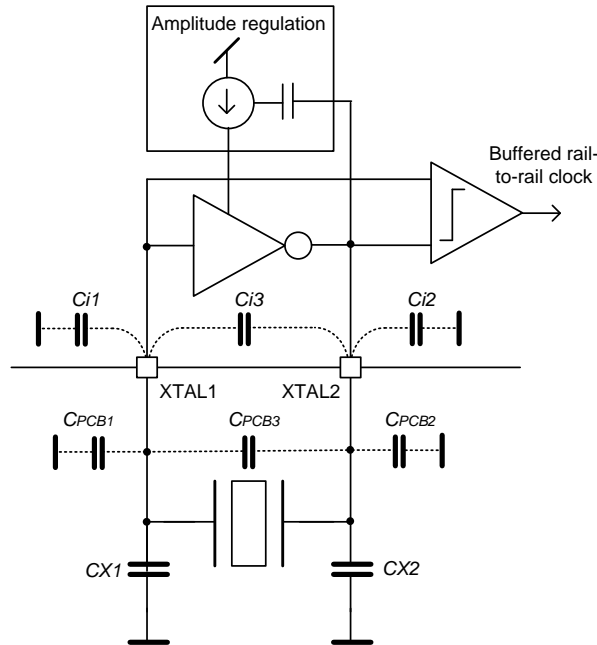 Amplitude regulation
Buffered rail-
to-rail clock
Ci1
Ci3
Ci2
XTAL1
XTAL2
CPCB1
CPCB3
CPCB2
CX1
CX2